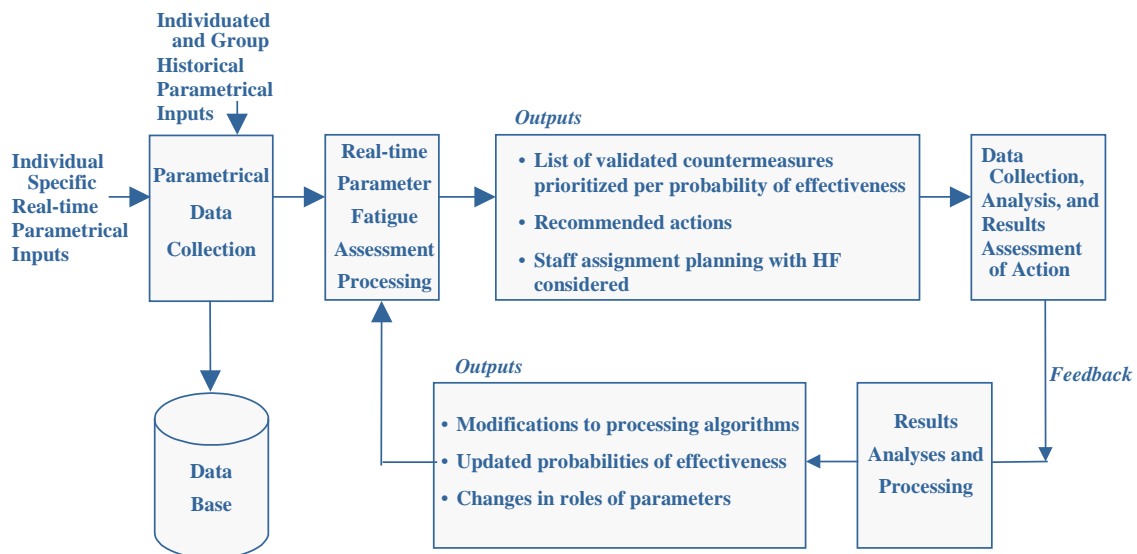 Individuated
and Group
Historical
Parametrical
Inputs
Individual
Specific
Real-time
Parametrical
Inputs
Parametrical
Data
Collection
Real-time
Parameter
Fatigue
Assessment
Processing
Outputs
• List of validated countermeasures
prioritized per probability of effectiveness
• Recommended actions
• Staff assignment planning with HF
considered
Data
Collection,
Analysis, and
Results
Assessment
of Action
Feedback
Results
Analyses and
Processing
Outputs
• Modifications to processing algorithms
• Updated probabilities of effectiveness
• Changes in roles of parameters
Data
Base